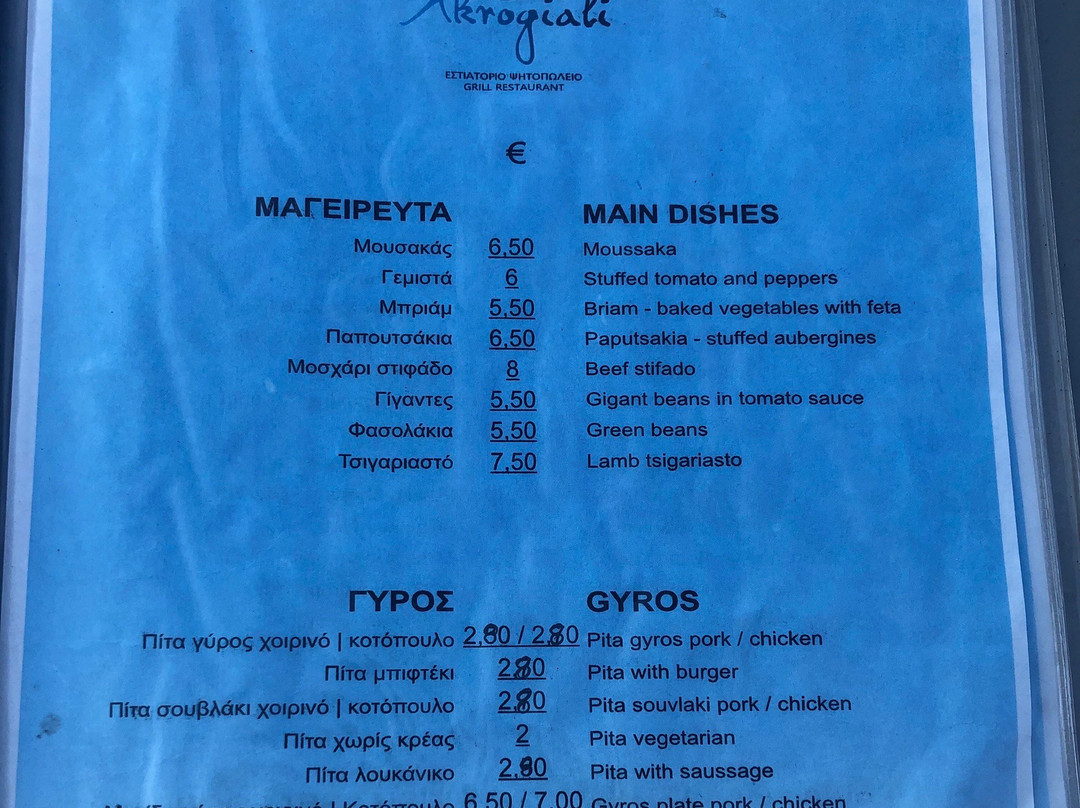 Akrogiali
ΕΣΤΙΑΤΟΡΙΟ ΨΗΤΟΠΩΛΕΙΟ
GRILL RESTAURANT
€
ΜΑΓΕΙΡΕΥΤΑ MAIN DISHES
Μουσακάς 6,50 Moussaka
Γεμιστά 6 Stuffed tomato and peppers
Μπριάμ 5,50 Briam - baked vegetables with feta
Παπουτσάκια 6,50 Paputsakia - stuffed aubergines
Μοσχάρι στιφάδο 8 Beef stifado
Γίγαντες 5,50 Gigant beans in tomato sauce
Φασολάκια 5,50 Green beans
Τσιγαριαστό 7,50 Lamb tsigariasto
ΓΥΡΟΣ GYROS
Πίτα γύρος χοιρινό | κοτόπουλο 2,80 / 2,80 Pita gyros pork / chicken
Πίτα μπιφτέκι 2,80 Pita with burger
Πίτα σουβλάκι χοιρινό | κοτόπουλο 2,80 Pita souvlaki pork / chicken
Πίτα χωρίς κρέας 2 Pita vegetarian
Πίτα λουκάνικο 2,80 Pita with saussage
| Κοτόπουλο 6,50 / 7,00 Gyros plate pork / chicken